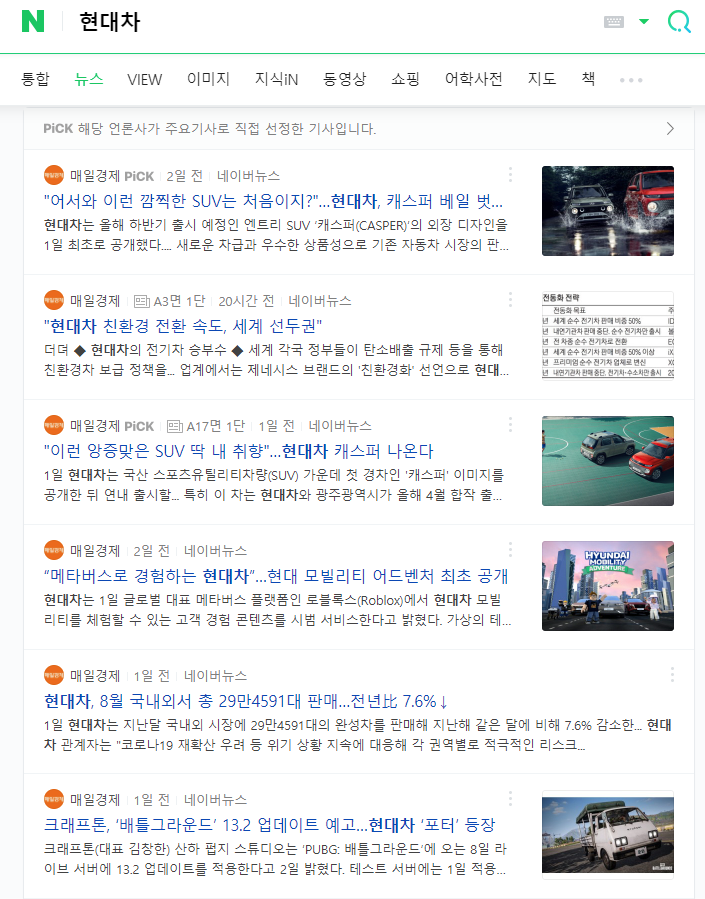 N 현대차
통합 뉴스 VIEW 이미지 지식iN 동영상 쇼핑 어학사전 지도 책
PiCK 해당 언론사가 주요기사로 직접 선정한 기사입니다.
매일경제 PiCK 2일 전 네이버뉴스
"어서와 이런 깜찍한 SUV는 처음이지?"...현대차, 캐스퍼 베일 벗...
현대차는 올해 하반기 출시 예정인 엔트리 SUV '캐스퍼(CASPER)'의 외장 디자인을
1일 최초로 공개했다.... 새로운 차급과 우수한 상품성으로 기존 자동차 시장의 판...
매일경제 A3면 1단 20시간 전 네이버뉴스
"현대차 친환경 전환 속도, 세계 선두권"
더뎌 ◆ 현대차의 전기차 승부수 ◆ 세계 각국 정부들이 탄소배출 규제 등을 통해
친환경차 보급 정책을... 업계에서는 제네시스 브랜드의 '친환경화' 선언으로 현대...
전동화 전략
전동화 목표 주
년 세계 순수 전기차 판매 비중 50% ID
년 내연기관차 판매 중단, 순수 전기차만 출시 볼
년 전 차종 순수 전기차로 전환 EC
년 세계 순수 전기차 판매 비중 50% 이상 iX
년 프리미엄 순수 전기차 업체로 변신 XC
년 내연기관차 판매 중단, 전기차·수소차만 출시 20
매일경제 PiCK A17면 1단 1일 전 네이버뉴스
"이런 앙증맞은 SUV 딱 내 취향"...현대차 캐스퍼 나온다
1일 현대차는 국산 스포츠유틸리티차량(SUV) 가운데 첫 경차인 '캐스퍼' 이미지를
공개한 뒤 연내 출시할... 특히 이 차는 현대차와 광주광역시가 올해 4월 합작 출...
매일경제 2일 전 네이버뉴스
“메타버스로 경험하는 현대차”...현대 모빌리티 어드벤처 최초 공개
현대차는 1일 글로벌 대표 메타버스 플랫폼인 로블록스(Roblox)에서 현대차 모빌
리티를 체험할 수 있는 고객 경험 콘텐츠를 시범 서비스한다고 밝혔다. 가상의 테...
HYUNDAI
MOBILITY
ADVENTURE
매일경제 1일 전 네이버뉴스
현대차, 8월 국내외서 총 29만4591대 판매...전년比 7.6%↓
1일 현대차는 지난달 국내외 시장에 29만4591대의 완성차를 판매해 지난해 같은 달에 비해 7.6% 감소한... 현대
차 관계자는 "코로나19 재확산 우려 등 위기 상황 지속에 대응해 각 권역별로 적극적인 리스크...
매일경제 1일 전 네이버뉴스
크래프톤, ‘배틀그라운드’ 13.2 업데이트 예고...현대차 ‘포터’ 등장
크래프톤(대표 김창한) 산하 펍지 스튜디오는 'PUBG: 배틀그라운드'에 오는 8일 라
이브 서버에 13.2 업데이트를 적용한다고 2일 밝혔다. 테스트 서버에는 1일 적용...